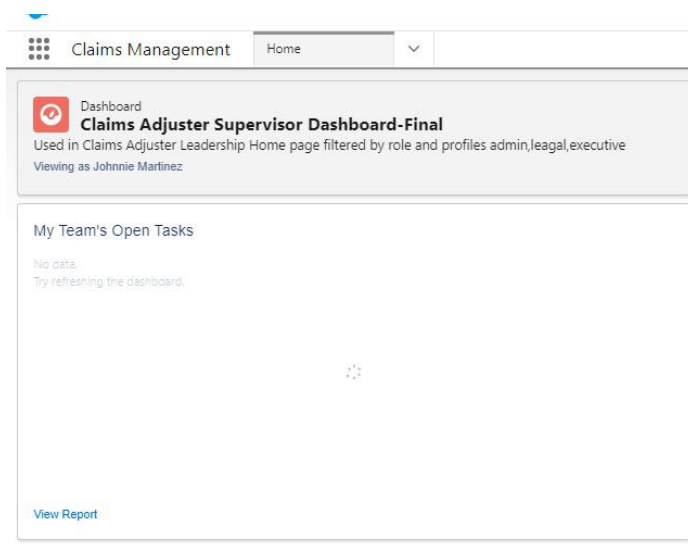 Claims Management
Home
Dashboard
Claims Adjuster Supervisor Dashboard-Final
Used in Claims Adjuster Leadership Home page filtered by role and profiles admin,leagal,executive
Viewing as Johnnie Martinez
My Team's Open Tasks
No data.
Try refreshing the dashboard.
View Report